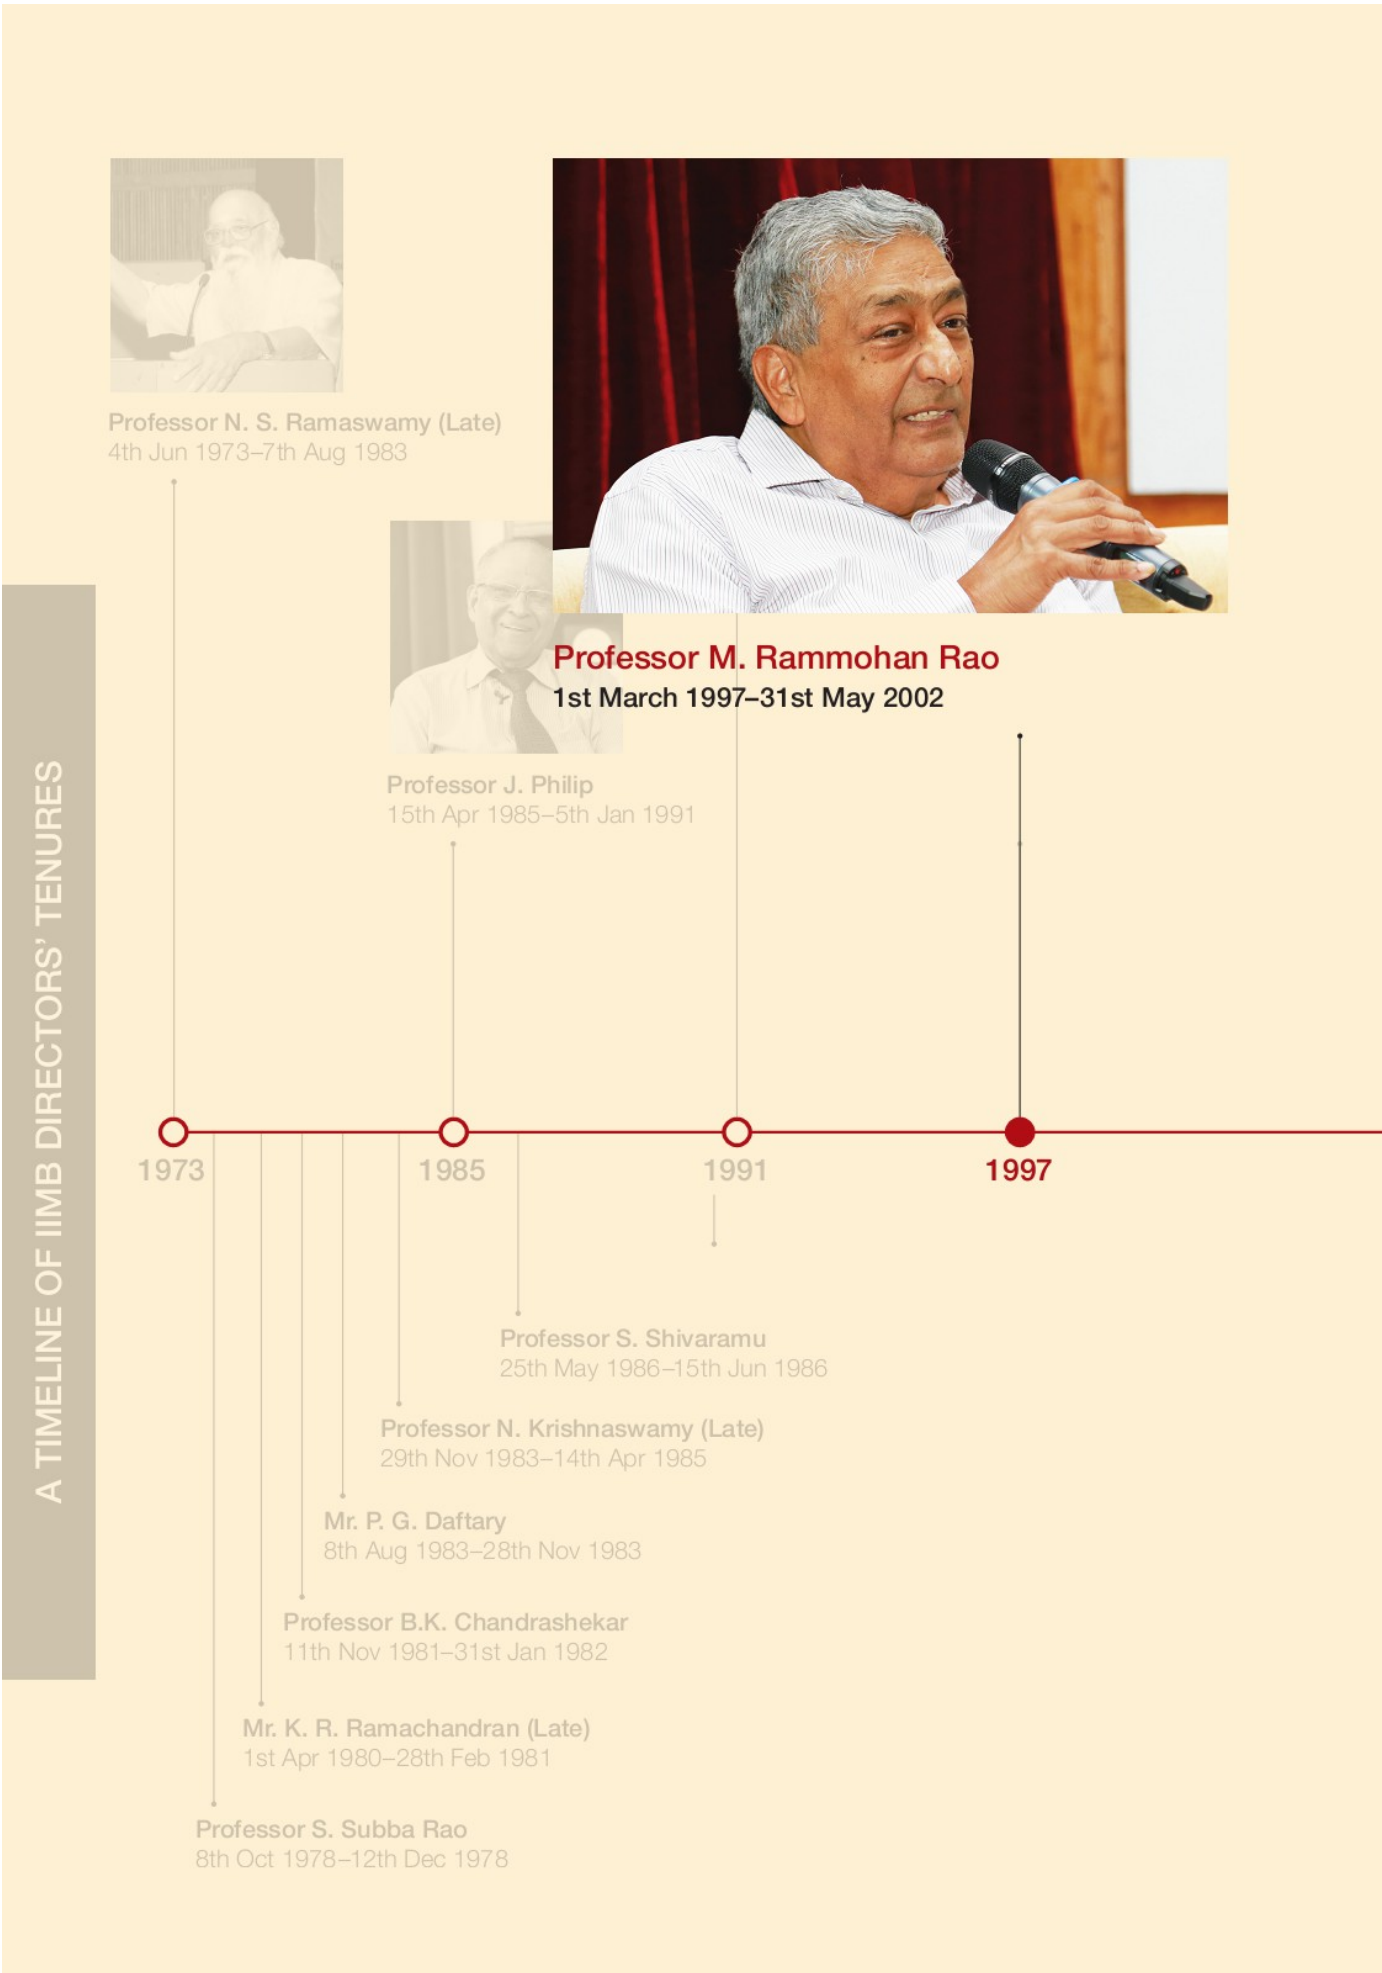 A TIMELINE OF IIMB DIRECTORS’ TENURES
Professor N. S. Ramaswamy (Late)
4th Jun 1973–7th Aug 1983
Professor M. Rammohan Rao
1st March 1997–31st May 2002
Professor J. Philip
15th Apr 1985–5th Jan 1991
1973
1985
1991
1997
Professor S. Shivaramu
25th May 1986–15th Jun 1986
Professor N. Krishnaswamy (Late)
29th Nov 1983–14th Apr 1985
Mr. P. G. Daftary
8th Aug 1983–28th Nov 1983
Professor B.K. Chandrashekar
11th Nov 1981–31st Jan 1982
Mr. K. R. Ramachandran (Late)
1st Apr 1980–28th Feb 1981
Professor S. Subba Rao
8th Oct 1978–12th Dec 1978